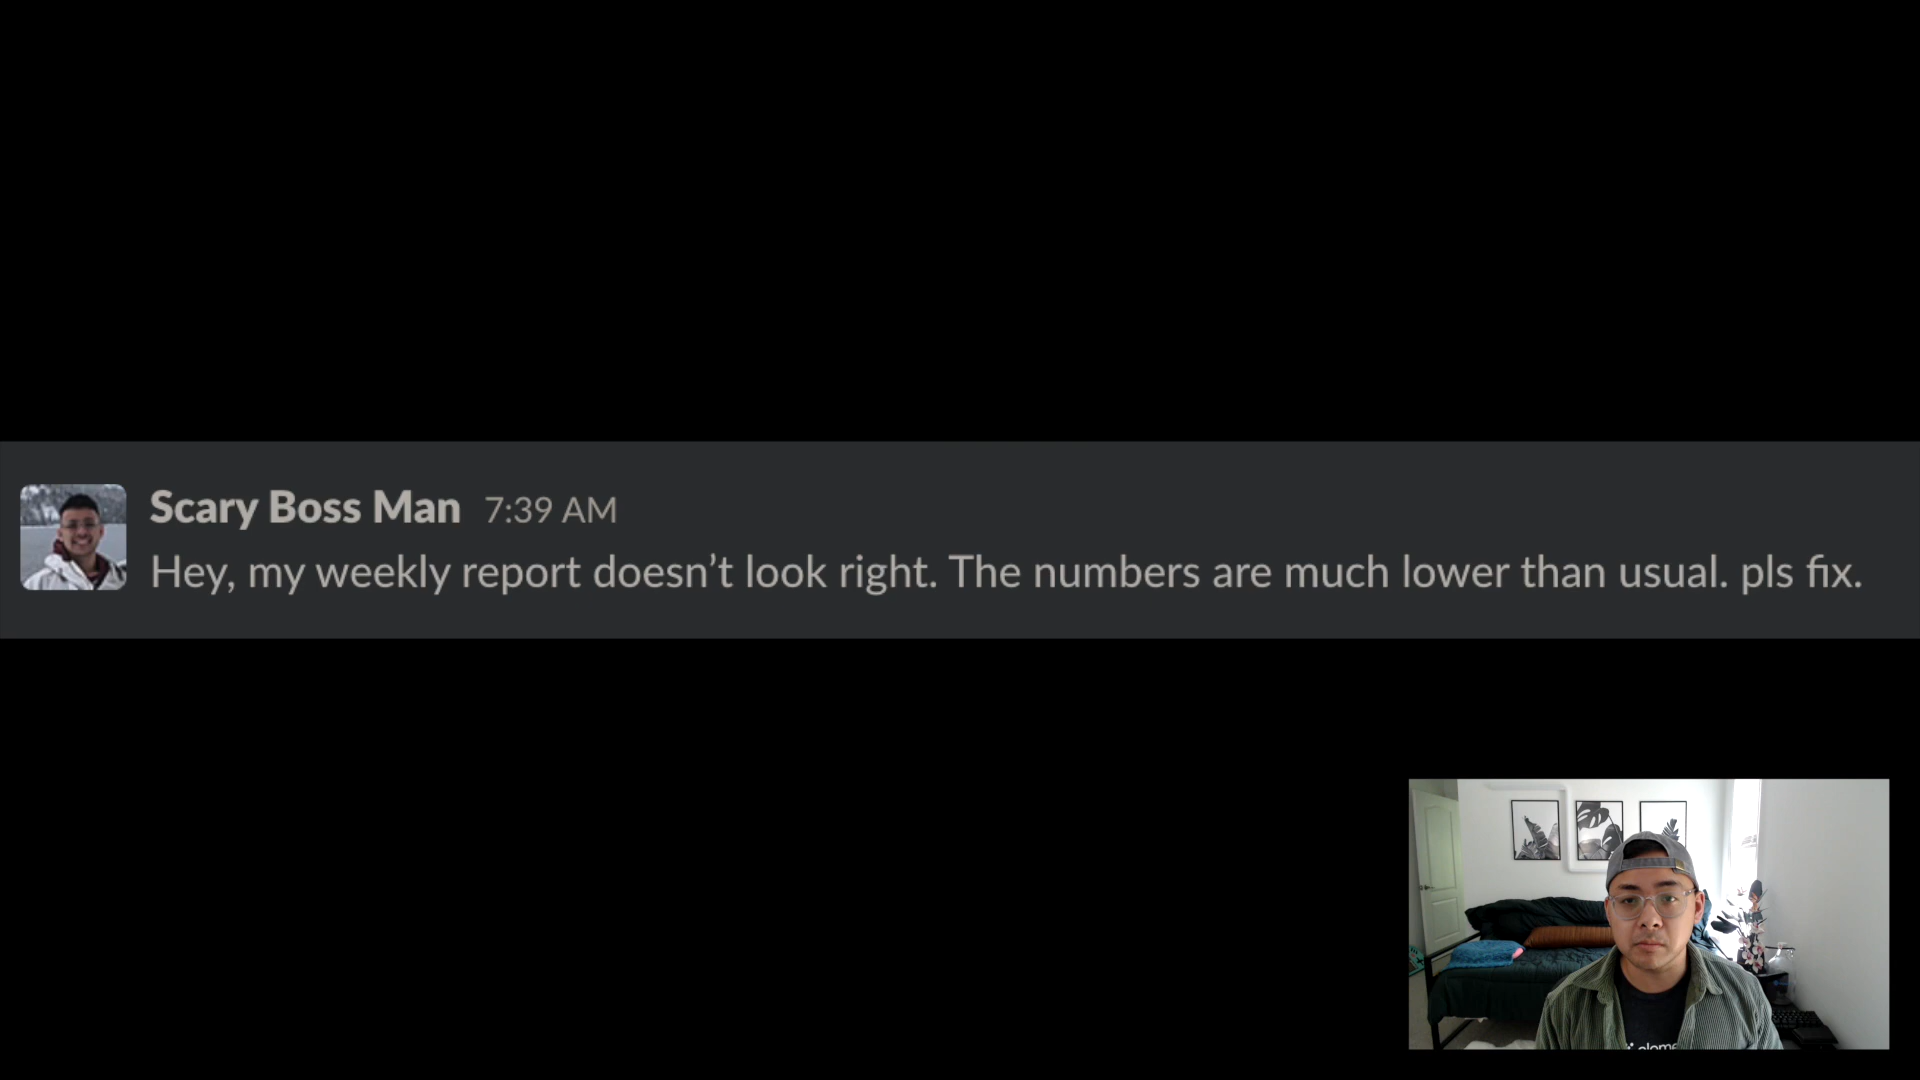 Scary Boss Man 7:39 AM
Hey, my weekly report doesn’t look right. The numbers are much lower than usual. pls fix.